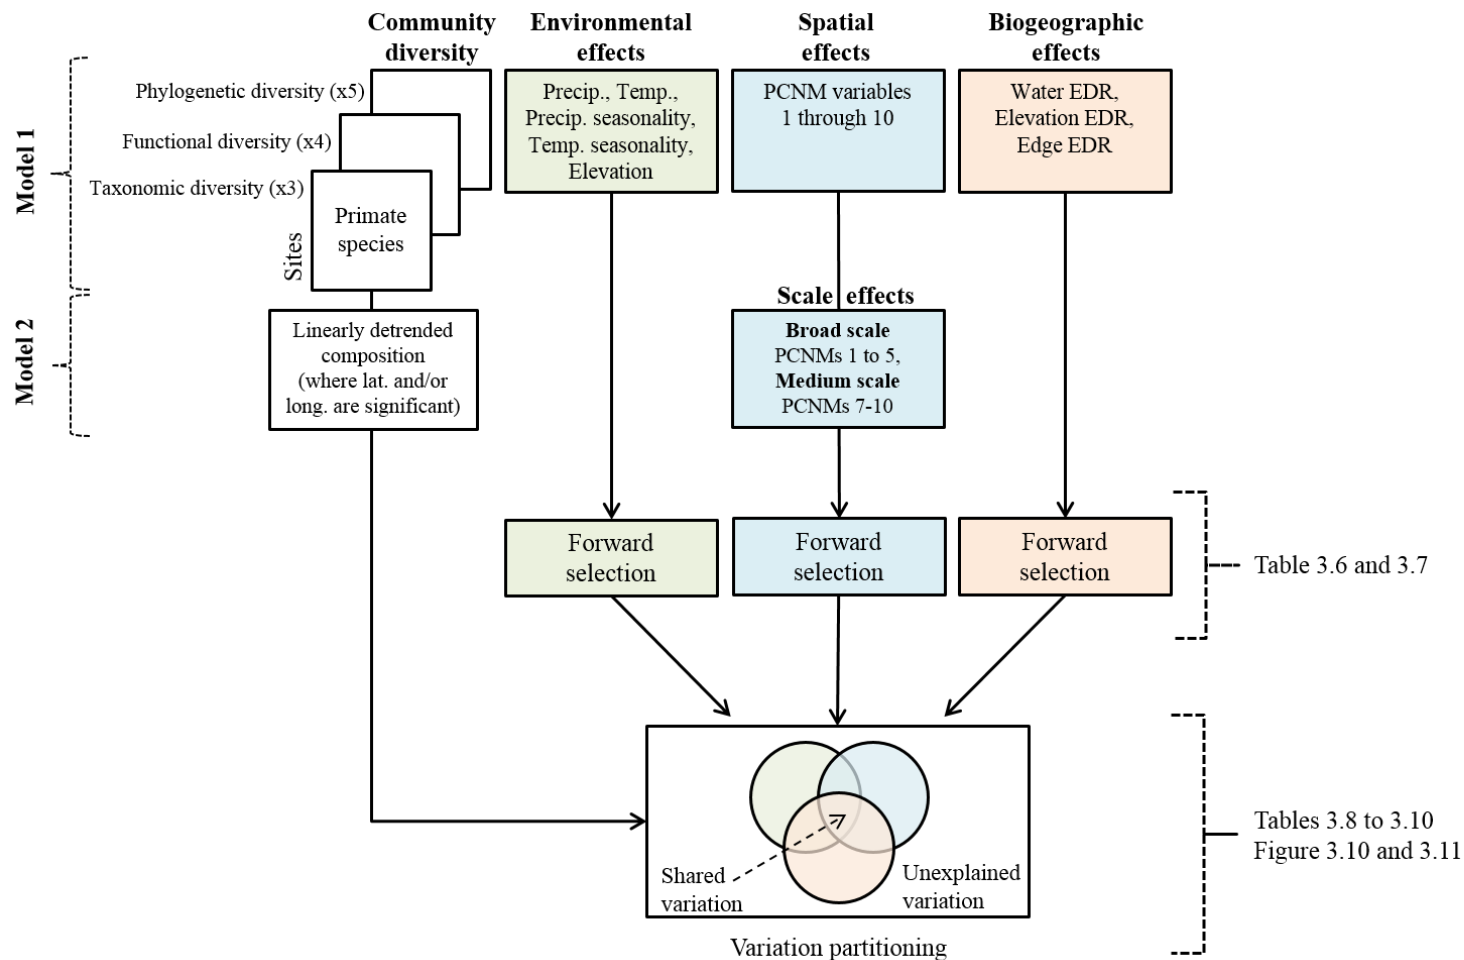 Community
diversity
Environmental
effects
Spatial
effects
Biogeographic
effects
Model 1
Phylogenetic diversity (x5)
Functional diversity (x4)
Taxonomic diversity (x3)
Sites
Primate
species
Precip., Temp.,
Precip. seasonality,
Temp. seasonality,
Elevation
PCNM variables
1 through 10
Water EDR,
Elevation EDR,
Edge EDR
Model 2
Linearly detrended
composition
(where lat. and/or
long. are significant)
Scale effects
Broad scale
PCNMs 1 to 5,
Medium scale
PCNMs 7-10
Forward
selection
Forward
selection
Forward
selection
Table 3.6 and 3.7
Shared
variation
Unexplained
variation
Variation partitioning
Tables 3.8 to 3.10
Figure 3.10 and 3.11